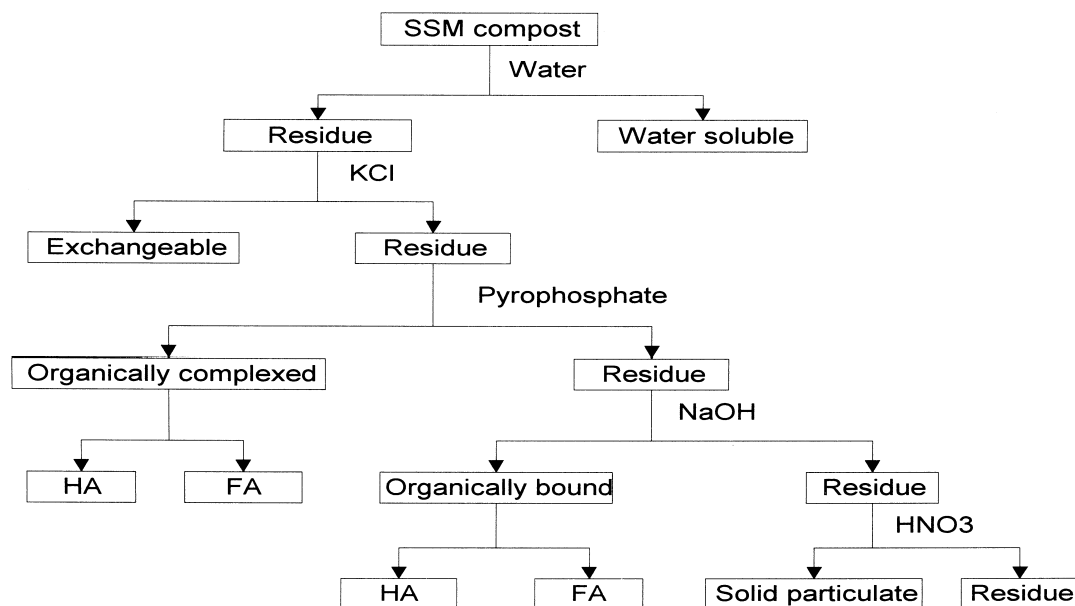 SSM compost
Water
Residue
Water soluble
KCl
Exchangeable
Residue
Pyrophosphate
Organically complexed
Residue
NaOH
HA
FA
Organically bound
Residue
HNO3
HA
FA
Solid particulate
Residue